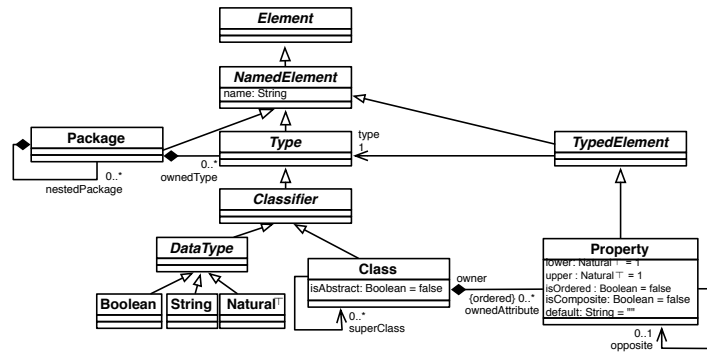 Element
NamedElement
name: String
Package
0..*
nestedPackage
0..*
ownedType
Type
type
1
TypedElement
Classifier
DataType
Boolean
String
Natural⊤
Class
isAbstract: Boolean = false
0..*
superClass
owner
{ordered} 0..*
ownedAttribute
Property
lower: Natural⊤ = 1
upper : Natural⊤ = 1
isOrdered : Boolean = false
isComposite: Boolean = false
default: String = ""
0..1
opposite